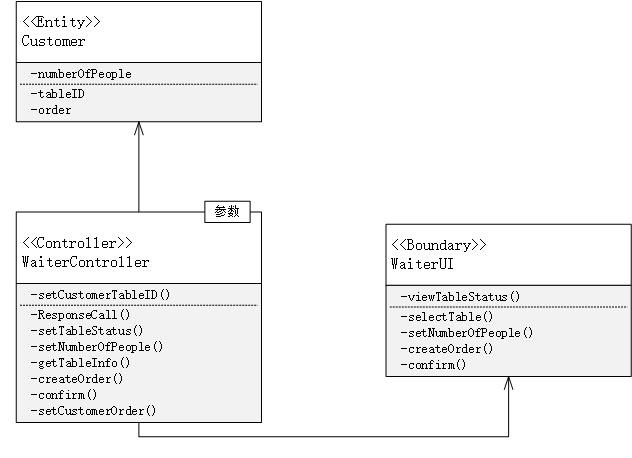 <<Entity>>
Customer
-numberOfPeople
-tableID
-order
参数
<<Controller>>
WaiterController
-setCustomerTableID()
-ResponseCall()
-setTableStatus()
-setNumberOfPeople()
-getTableInfo()
-createOrder()
-confirm()
-setCustomerOrder()
<<Boundary>>
WaiterUI
-viewTableStatus()
-selectTable()
-setNumberOfPeople()
-createOrder()
-confirm()